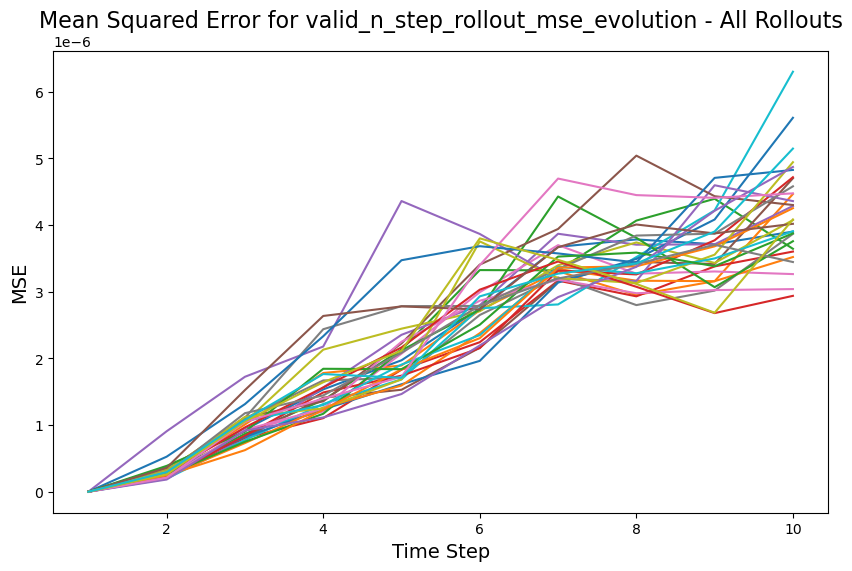 Mean Squared Error for valid_n_step_rollout_mse_evolution - All Rollouts
1e−6
6
5
4
3
2
1
0
MSE
2 4 6 8 10
Time Step